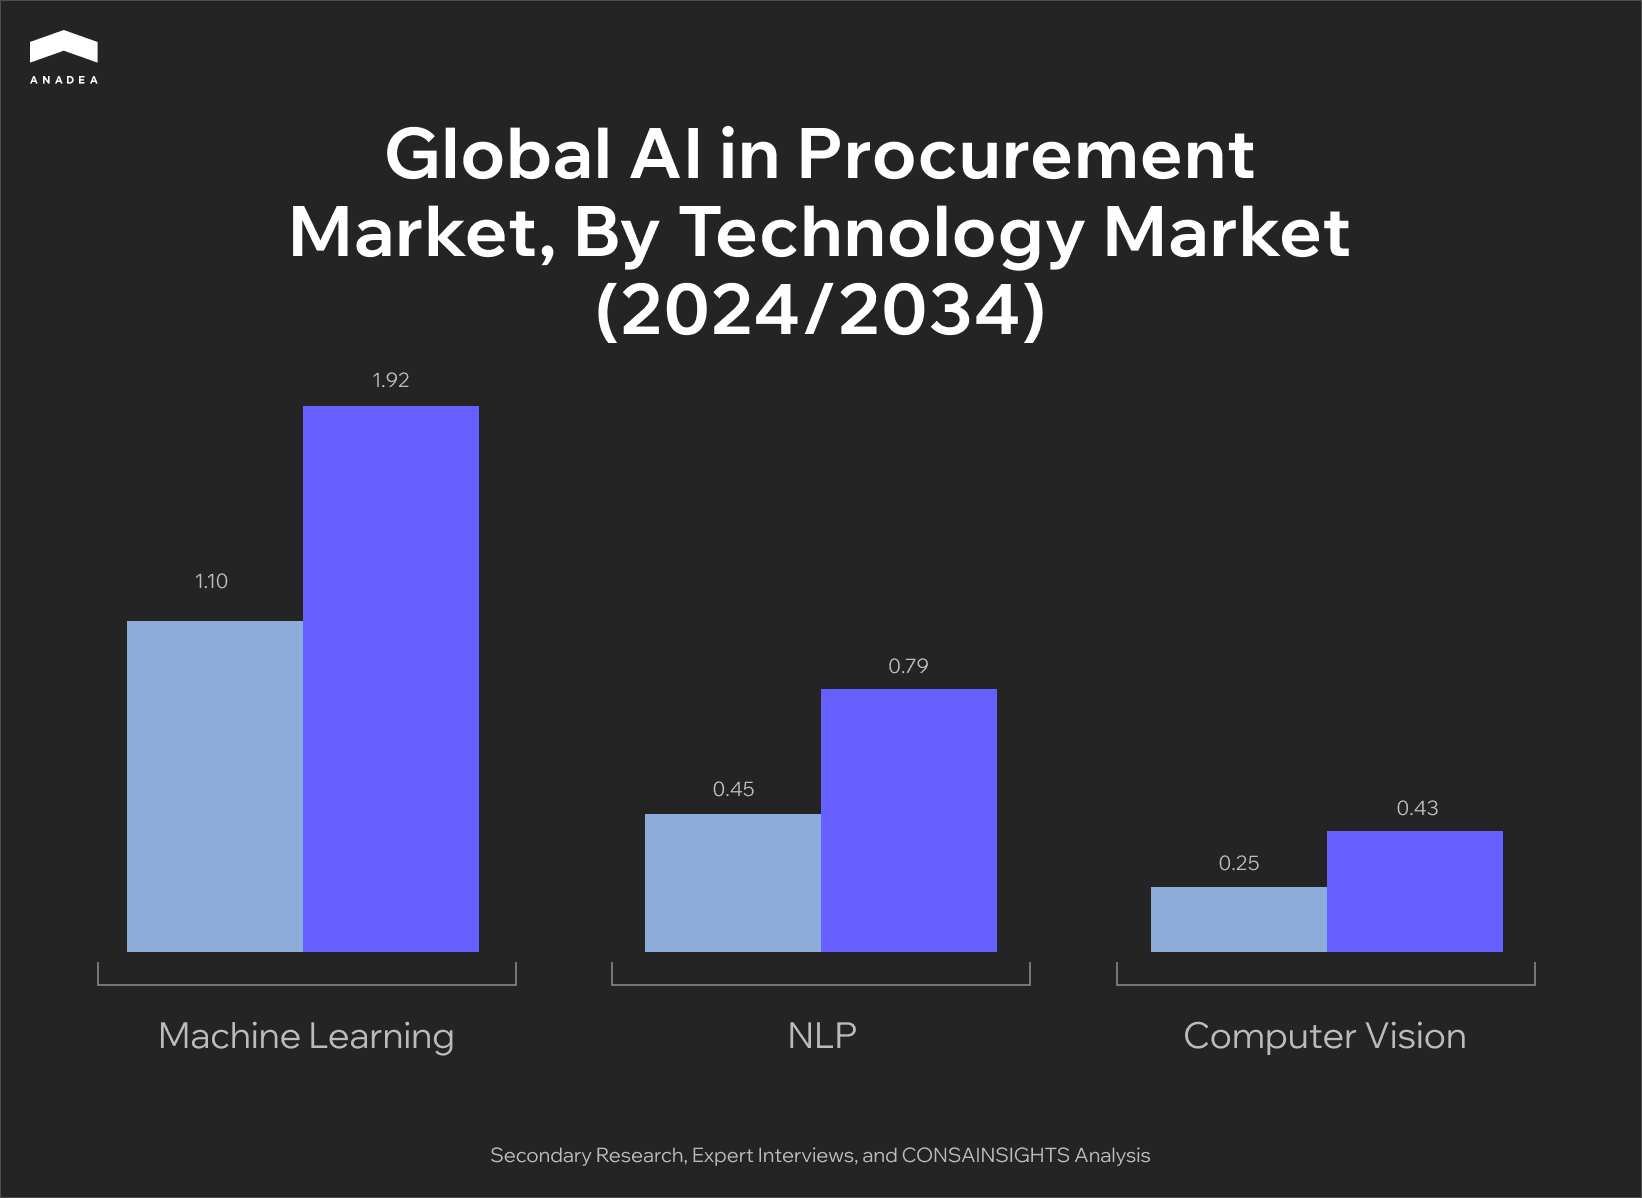 ANADEA
Global AI in Procurement
Market, By Technology Market
(2024/2034)
1.92
1.10
0.79
0.45
0.43
0.25
Machine Learning
NLP
Computer Vision
Secondary Research, Expert Interviews, and CONSAINSIGHTS Analysis